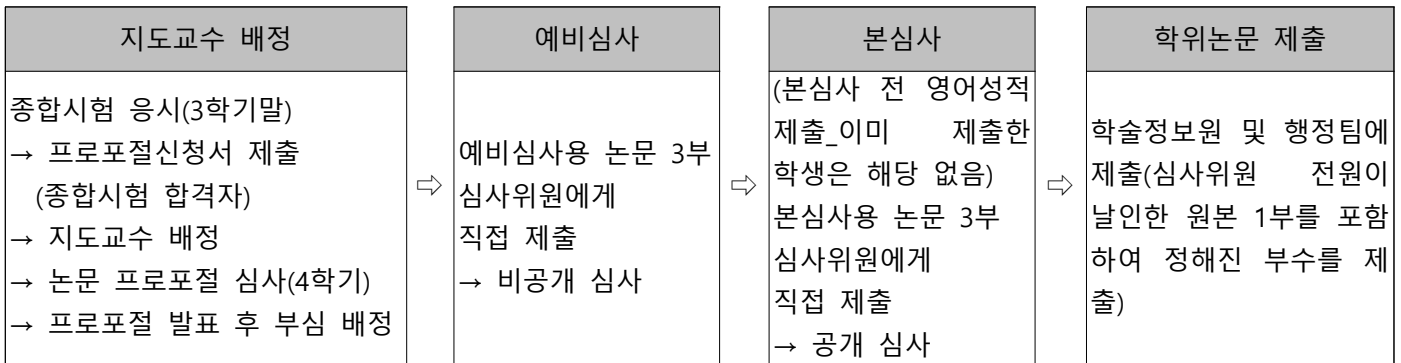 지도교수 배정
종합시험 응시(3학기말)
→ 프로포절신청서 제출
(종합시험 합격자)
→ 지도교수 배정
→ 논문 프로포절 심사(4학기)
→ 프로포절 발표 후 부심 배정
⇨
예비심사
예비심사용 논문 3부
심사위원에게
직접 제출
→ 비공개 심사
⇨
본심사
(본심사 전 영어성적
제출_이미 제출한
학생은 해당 없음)
본심사용 논문 3부
심사위원에게
직접 제출
→ 공개 심사
⇨
학위논문 제출
학술정보원 및 행정팀에
제출(심사위원 전원이
날인한 원본 1부를 포함
하여 정해진 부수를 제
출)